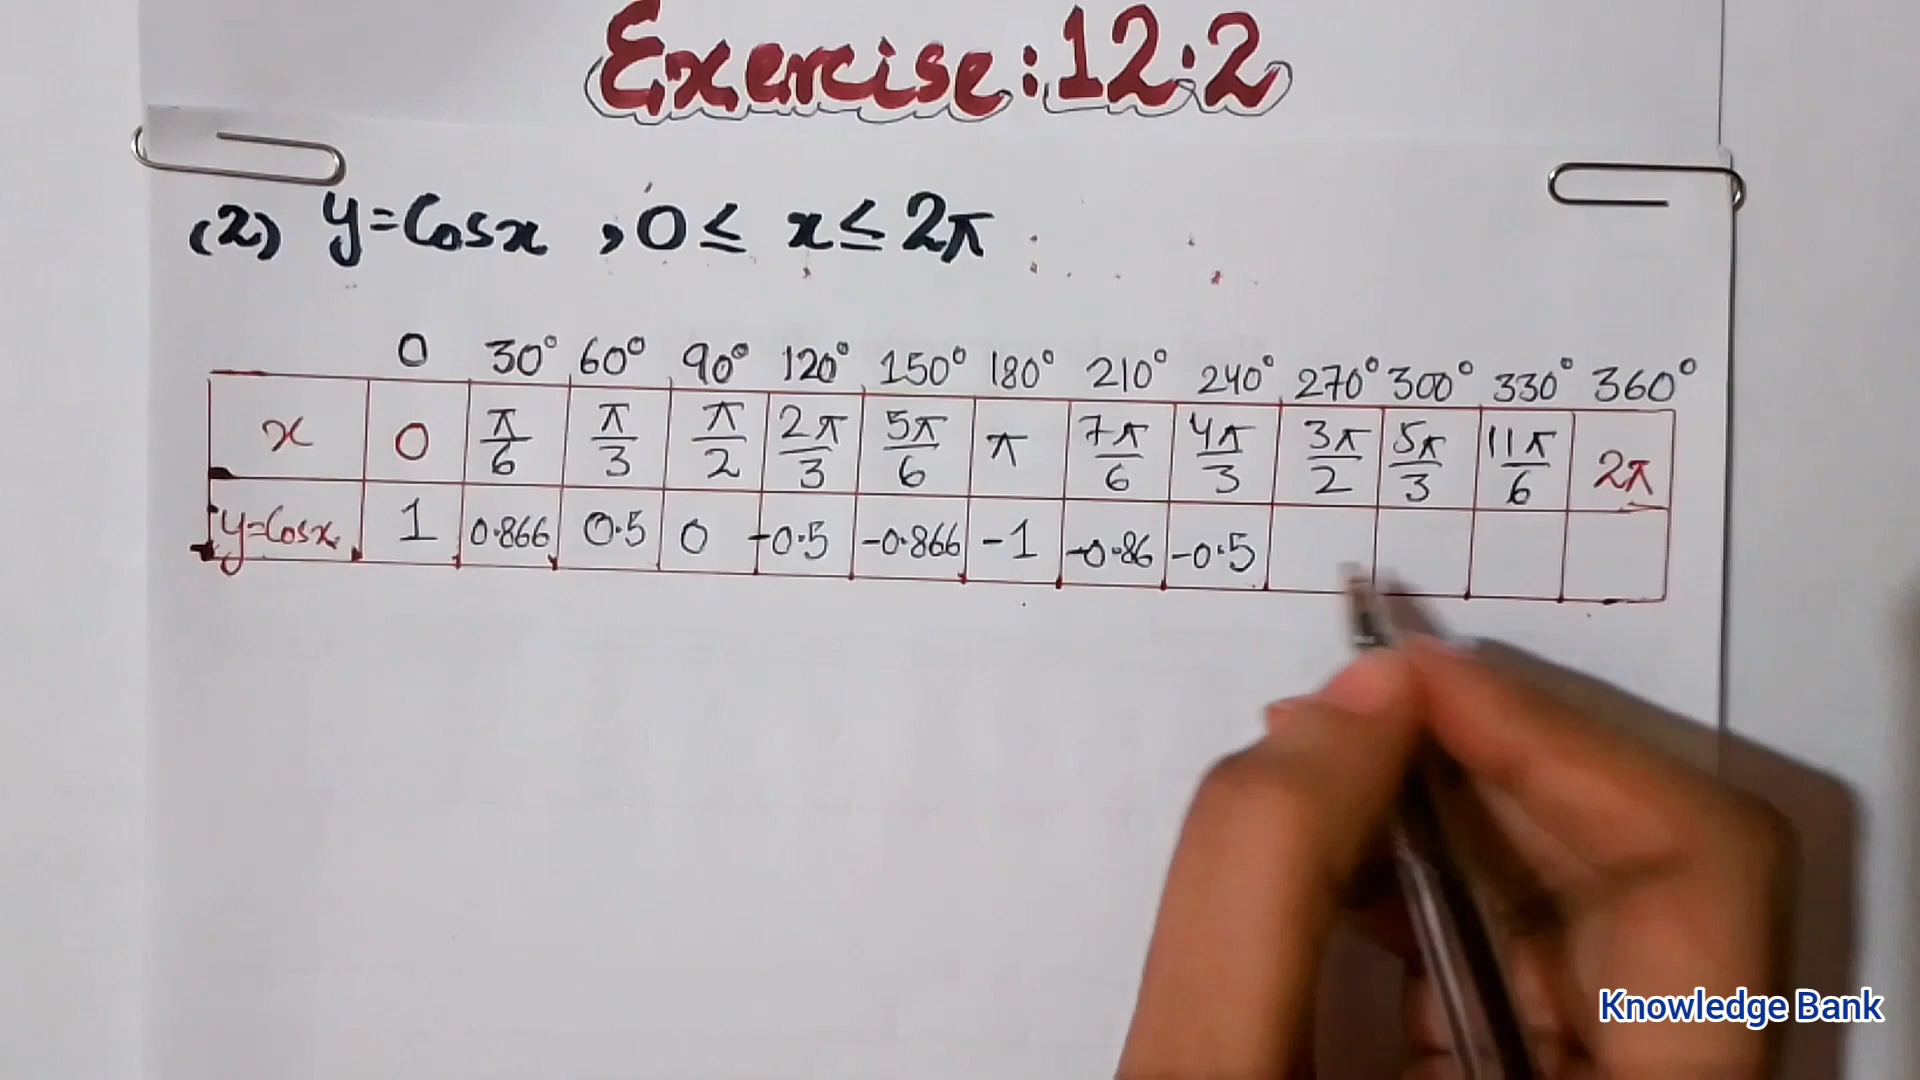 Exercise:12.2
(2) y=Cosx , 0 ≤ x ≤ 2π
0 30° 60° 90° 120° 150° 180° 210° 240° 270° 300° 330° 360°
x 0 π/6 π/3 π/2 2π/3 5π/6 π 7π/6 4π/3 3π/2 5π/3 11π/6 2π
y=Cosx 1 0.866 0.5 0 -0.5 -0.866 -1 -0.86 -0.5
Knowledge Bank